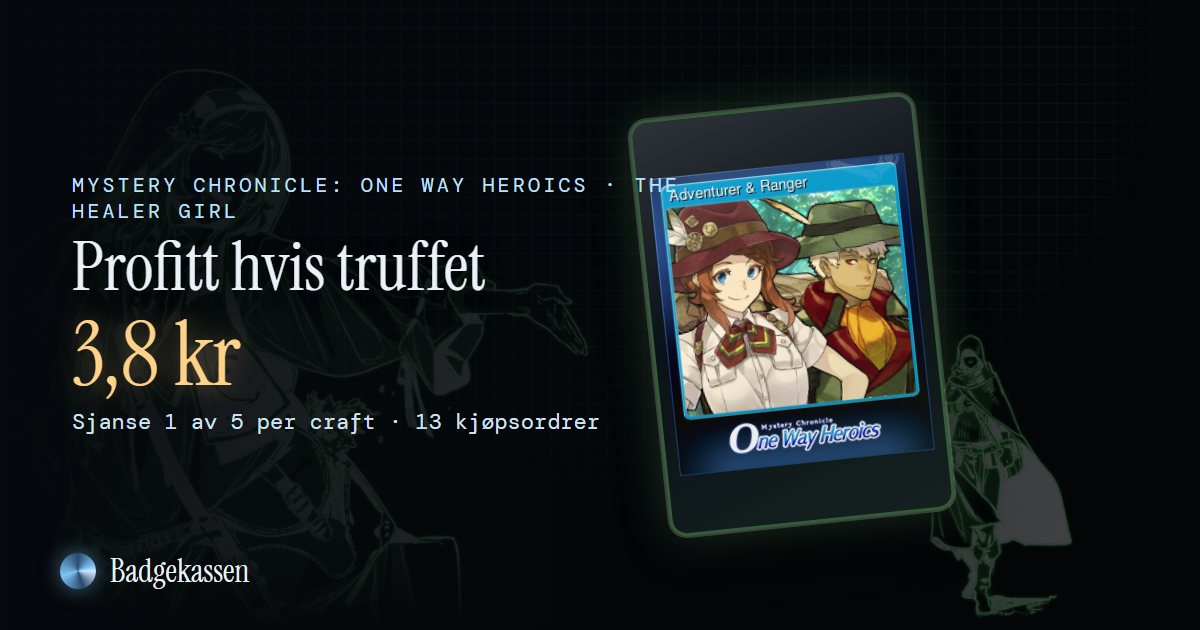 MYSTERY CHRONICLE: ONE WAY HEROICS · THE
HEALER GIRL
Profitt hvis truffet
3,8 kr
Sjanse 1 av 5 per craft · 13 kjøpsordrer
Badgekassen
Adventurer & Ranger
Mystery Chronicle
One Way Heroics